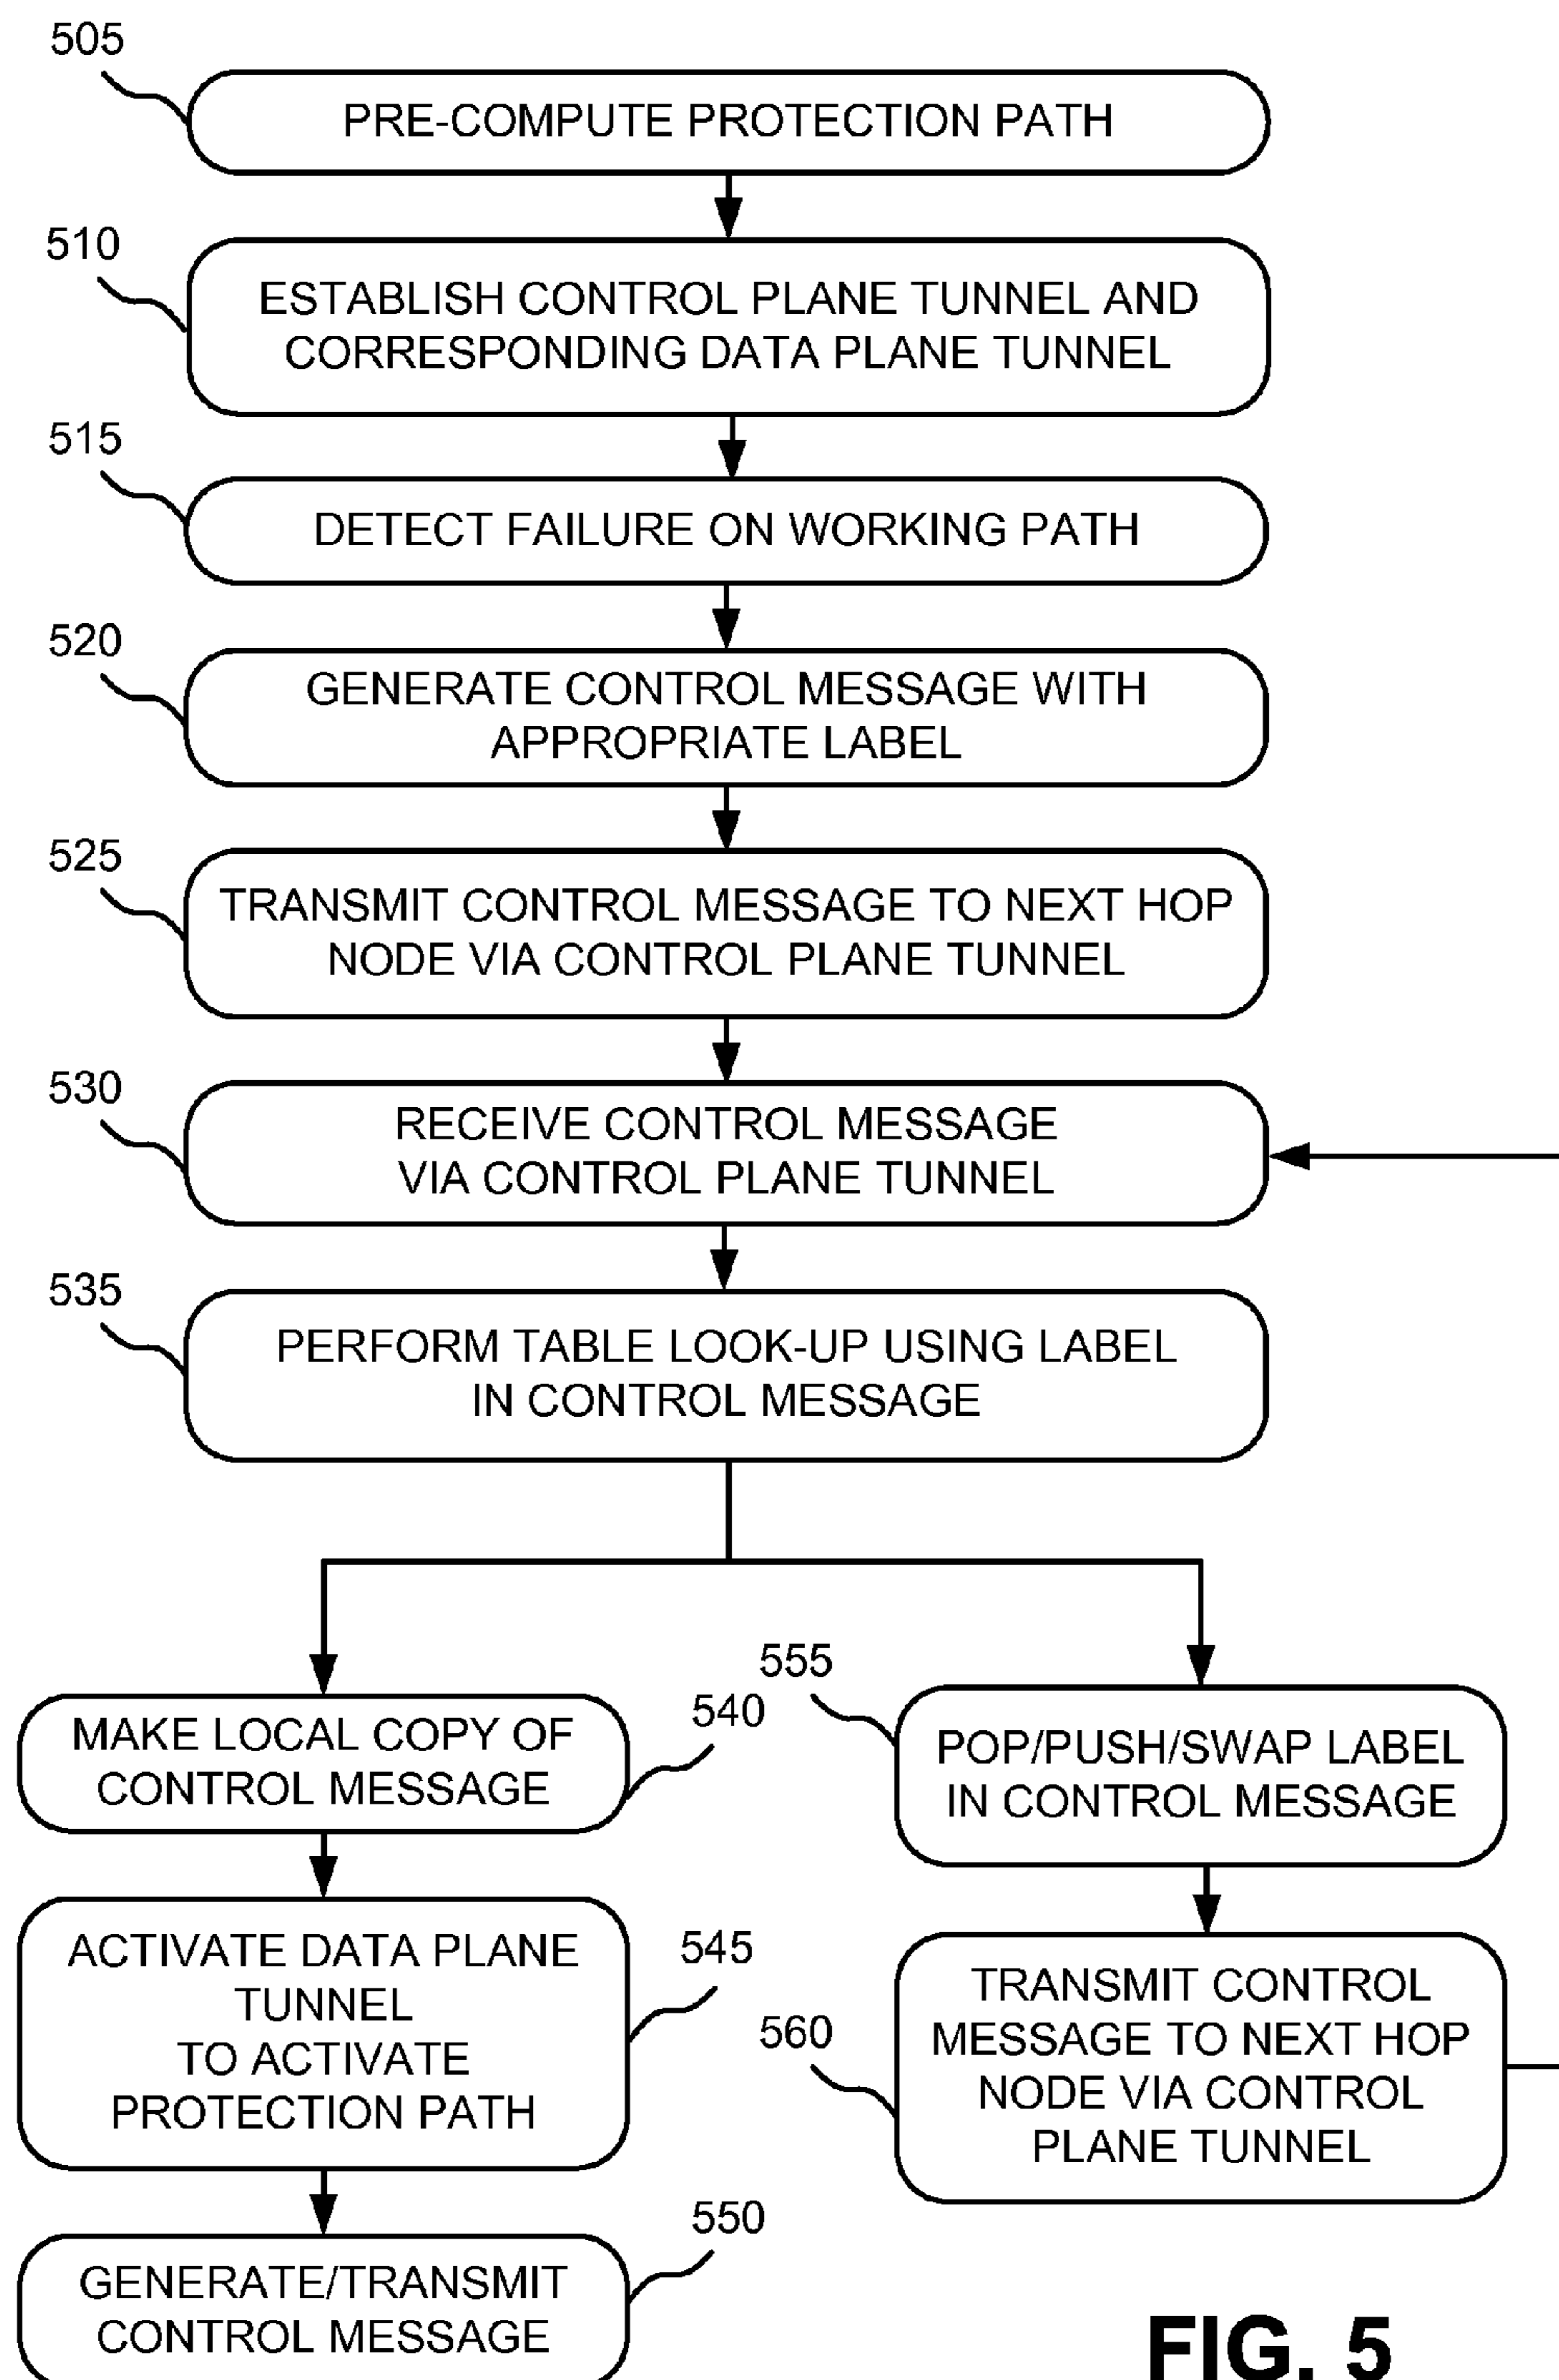 505
PRE-COMPUTE PROTECTION PATH
510
ESTABLISH CONTROL PLANE TUNNEL AND
CORRESPONDING DATA PLANE TUNNEL
515
DETECT FAILURE ON WORKING PATH
520
GENERATE CONTROL MESSAGE WITH
APPROPRIATE LABEL
525
TRANSMIT CONTROL MESSAGE TO NEXT HOP
NODE VIA CONTROL PLANE TUNNEL
530
RECEIVE CONTROL MESSAGE
VIA CONTROL PLANE TUNNEL
535
PERFORM TABLE LOOK-UP USING LABEL
IN CONTROL MESSAGE
540
MAKE LOCAL COPY OF
CONTROL MESSAGE
545
ACTIVATE DATA PLANE
TUNNEL
TO ACTIVATE
PROTECTION PATH
550
GENERATE/TRANSMIT
CONTROL MESSAGE
555
POP/PUSH/SWAP LABEL
IN CONTROL MESSAGE
560
TRANSMIT CONTROL
MESSAGE TO NEXT HOP
NODE VIA CONTROL
PLANE TUNNEL
FIG. 5